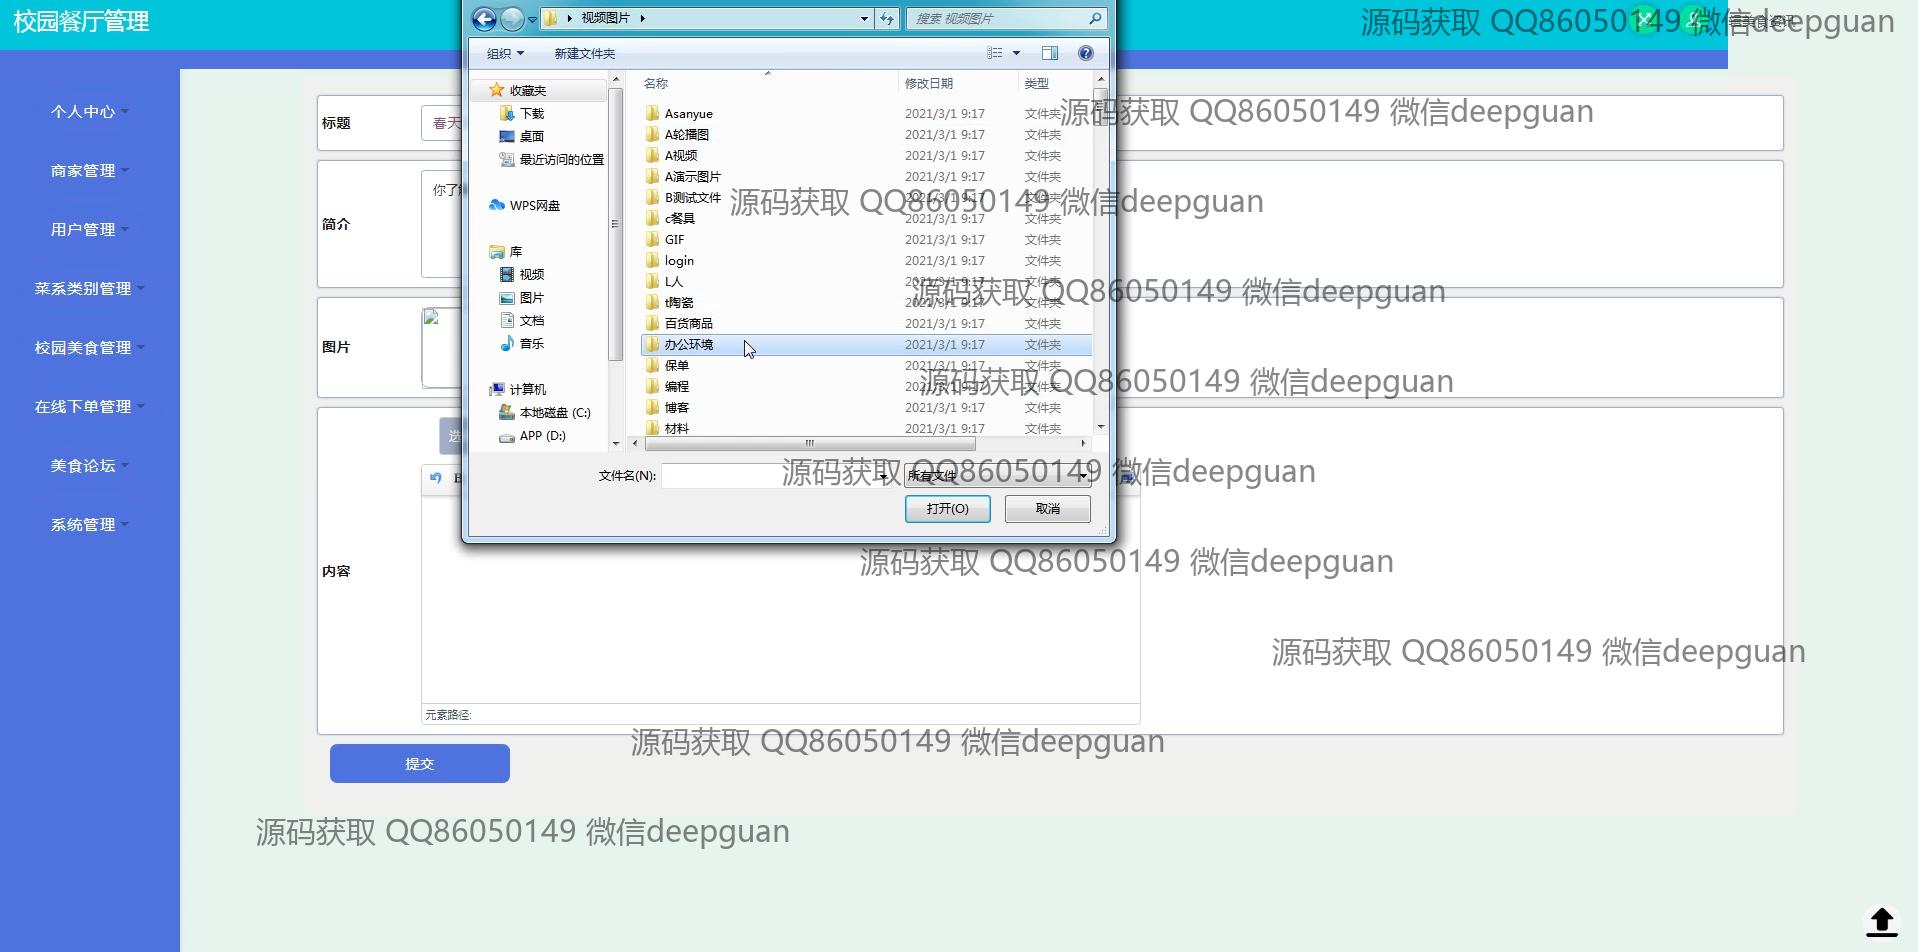 校园餐厅管理
视频图片
搜索 视频图片
源码获取 QQ86050149 微信deepguan
组织
新建文件夹
个人中心
商家管理
用户管理
菜系类别管理
校园美食管理
在线下单管理
美食论坛
系统管理
标题
春天
简介
你了
图片
内容
选
收藏夹
下载
桌面
最近访问的位置
WPS网盘
库
视频
图片
文档
音乐
计算机
本地磁盘 (C:)
APP (D:)
名称 修改日期 类型
Asanyue 2021/3/1 9:17 文件夹
A轮播图 2021/3/1 9:17 文件夹
A视频 2021/3/1 9:17 文件夹
A演示图片 2021/3/1 9:17 文件夹
B测试文件 2021/3/1 9:17 文件夹
c餐具 2021/3/1 9:17 文件夹
GIF 2021/3/1 9:17 文件夹
login 2021/3/1 9:17 文件夹
L人 2021/3/1 9:17 文件夹
t陶瓷 2021/3/1 9:17 文件夹
百货商品 2021/3/1 9:17 文件夹
办公环境 2021/3/1 9:17 文件夹
保单 2021/3/1 9:17 文件夹
编程 2021/3/1 9:17 文件夹
博客 2021/3/1 9:17 文件夹
材料 2021/3/1 9:17 文件夹
文件名(N):
所有文件
打开(O)
取消
源码获取 QQ86050149 微信deepguan
源码获取 QQ86050149 微信deepguan
源码获取 QQ86050149 微信deepguan
源码获取 QQ86050149 微信deepguan
源码获取 QQ86050149 微信deepguan
源码获取 QQ86050149 微信deepguan
源码获取 QQ86050149 微信deepguan
元素路径:
源码获取 QQ86050149 微信deepguan
提交
源码获取 QQ86050149 微信deepguan